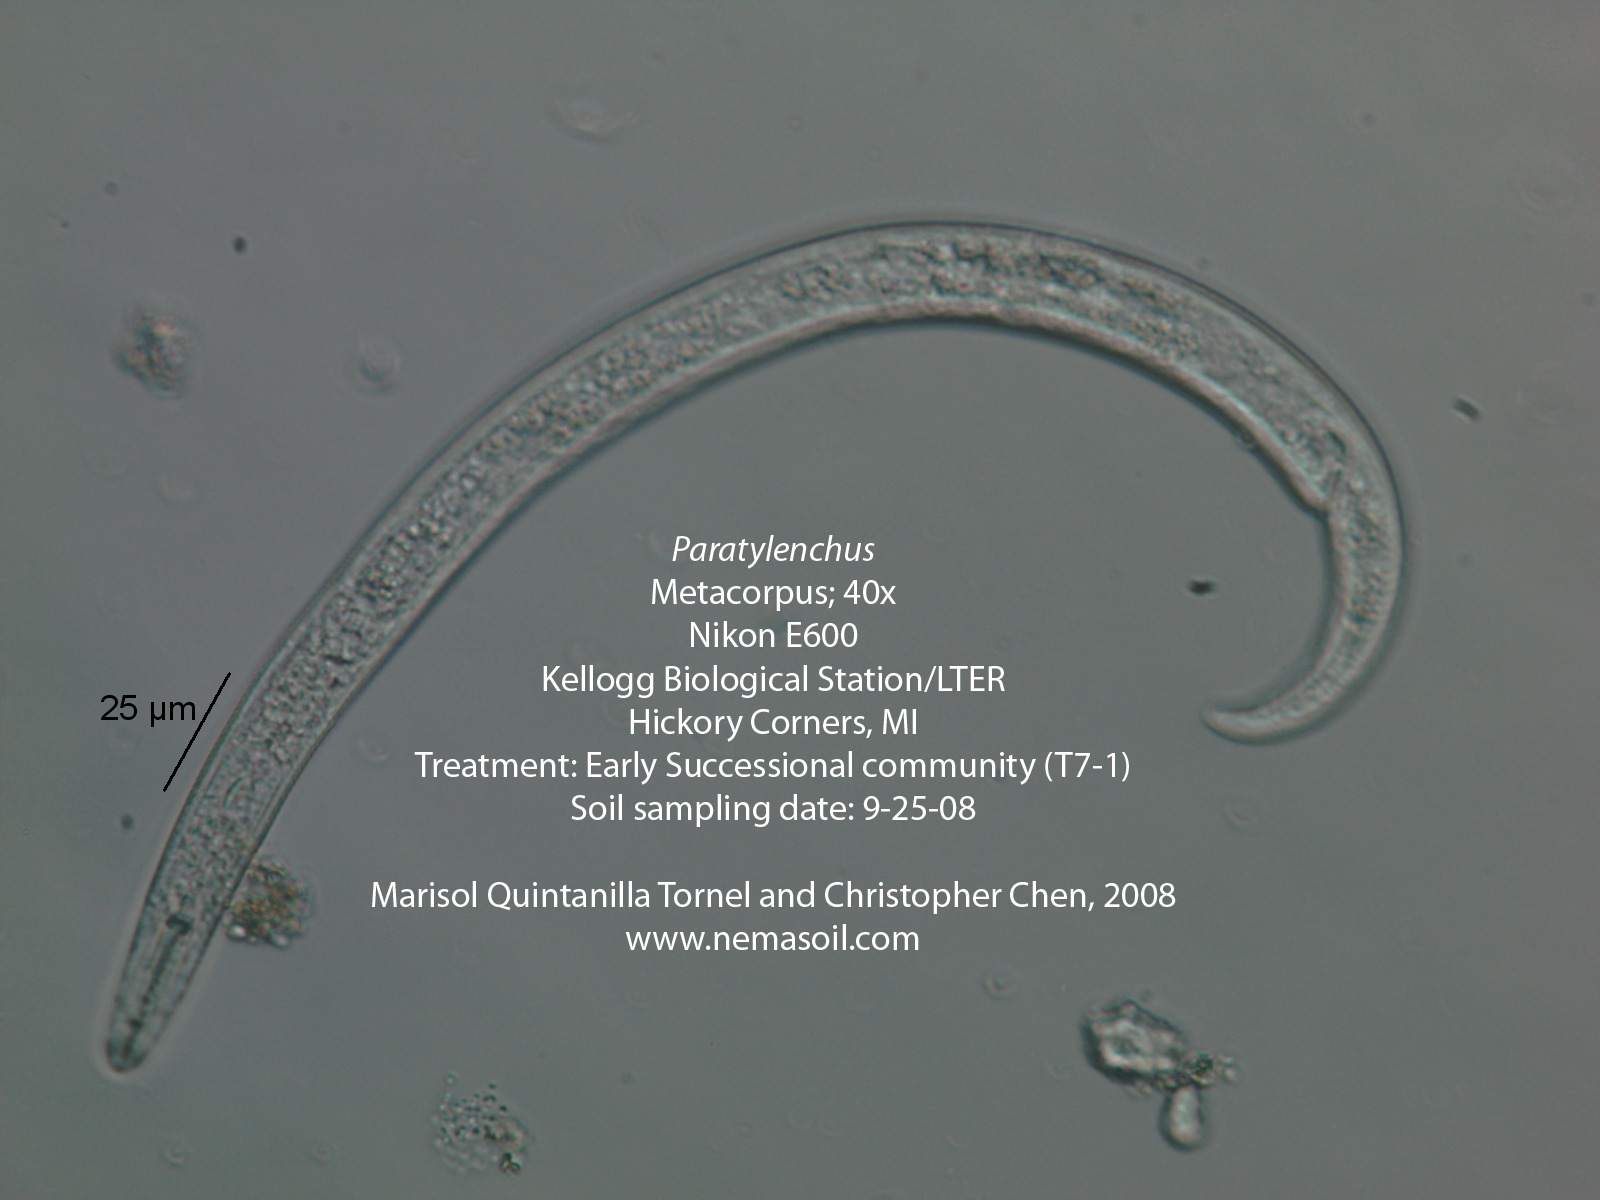 Paratylenchus
Metacorpus; 40x
Nikon E600
Kellogg Biological Station/LTER
Hickory Corners, MI
25 µm
Treatment: Early Successional community (T7-1)
Soil sampling date: 9-25-08
Marisol Quintanilla Tornel and Christopher Chen, 2008
www.nemasoil.com